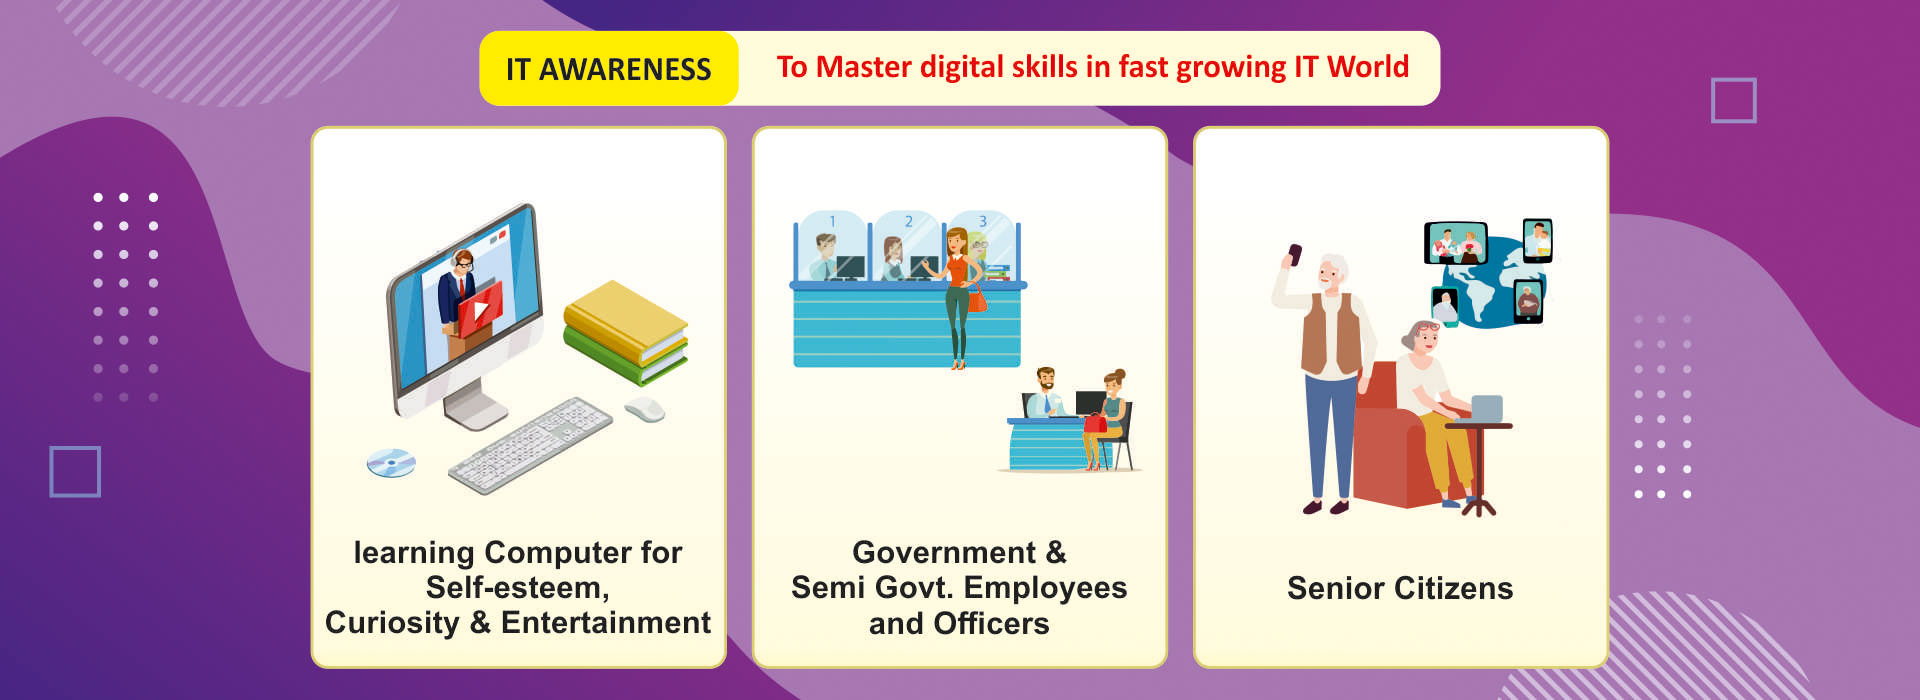 IT AWARENESS
To Master digital skills in fast growing IT World
learning Computer for
Self-esteem,
Curiosity & Entertainment
1
2
3
Government &
Semi Govt. Employees
and Officers
Senior Citizens